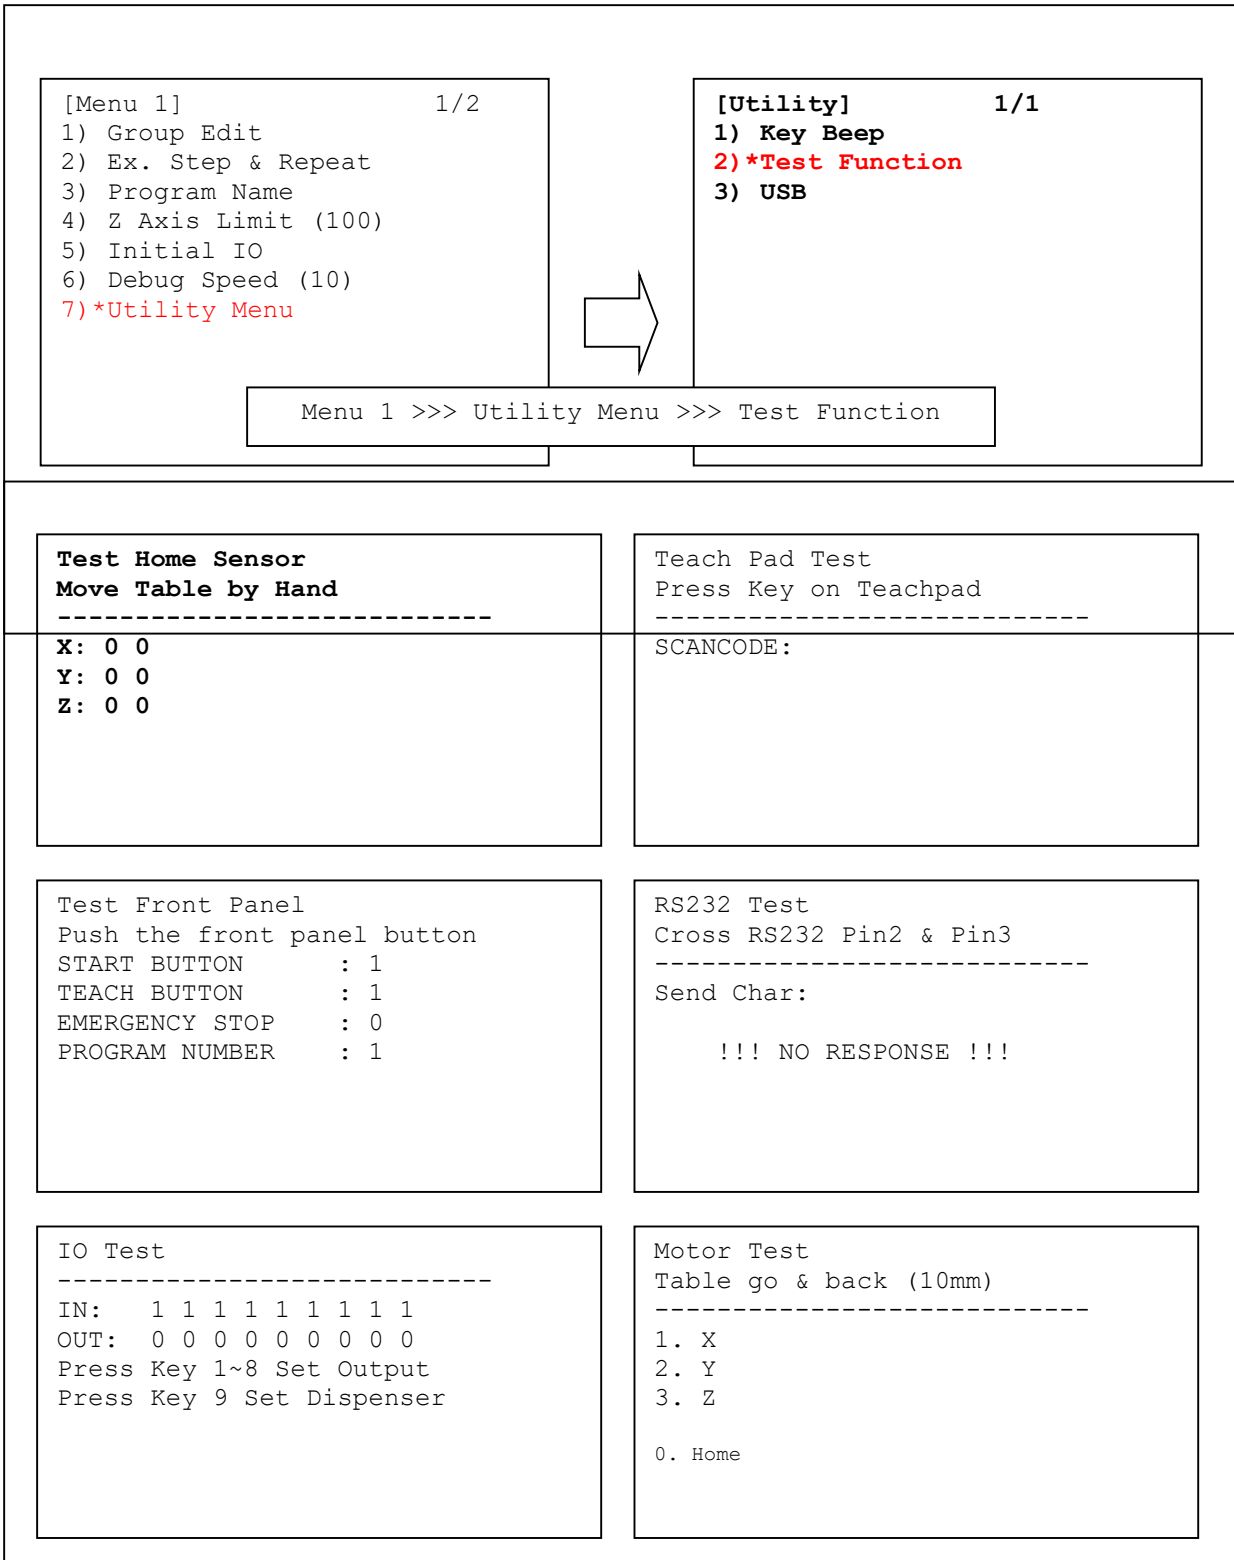 [Menu 1] 1/2
1) Group Edit
2) Ex. Step & Repeat
3) Program Name
4) Z Axis Limit (100)
5) Initial IO
6) Debug Speed (10)
7)*Utility Menu
[Utility] 1/1
1) Key Beep
2)*Test Function
3) USB
Menu 1 >>> Utility Menu >>> Test Function
Test Home Sensor
Move Table by Hand
----------------------------
X: 0 0
Y: 0 0
Z: 0 0
Teach Pad Test
Press Key on Teachpad
----------------------------
SCANCODE:
Test Front Panel
Push the front panel button
START BUTTON : 1
TEACH BUTTON : 1
EMERGENCY STOP : 0
PROGRAM NUMBER : 1
RS232 Test
Cross RS232 Pin2 & Pin3
----------------------------
Send Char:
!!! NO RESPONSE !!!
IO Test
----------------------------
IN: 1 1 1 1 1 1 1 1 1
OUT: 0 0 0 0 0 0 0 0 0
Press Key 1~8 Set Output
Press Key 9 Set Dispenser
Motor Test
Table go & back (10mm)
----------------------------
1. X
2. Y
3. Z
0. Home